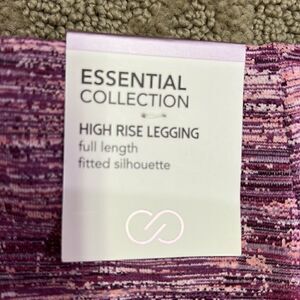 ESSENTIAL
COLLECTION
HIGH RISE LEGGING
full length
fitted silhouette